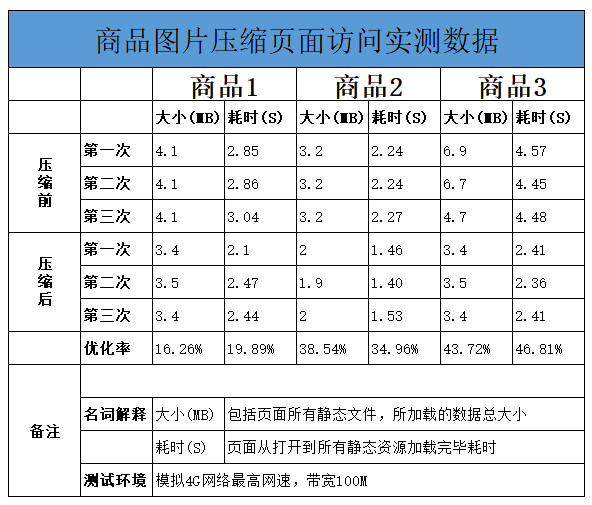 商品图片压缩页面访问实测数据
商品1 商品2 商品3
大小(MB) 耗时(S) 大小(MB) 耗时(S) 大小(MB) 耗时(S)
压缩前
第一次 4.1 2.85 3.2 2.24 6.9 4.57
第二次 4.1 2.86 3.2 2.24 6.7 4.45
第三次 4.1 3.04 3.2 2.27 4.7 4.48
压缩后
第一次 3.4 2.1 2 1.46 3.4 2.41
第二次 3.5 2.47 1.9 1.40 3.5 2.36
第三次 3.4 2.44 2 1.53 3.4 2.41
优化率 16.26% 19.89% 38.54% 34.96% 43.72% 46.81%
备注
名词解释 大小(MB) 包括页面所有静态文件，所加载的数据总大小
耗时(S) 页面从打开到所有静态资源加载完毕耗时
测试环境 模拟4G网络最高网速，带宽100M